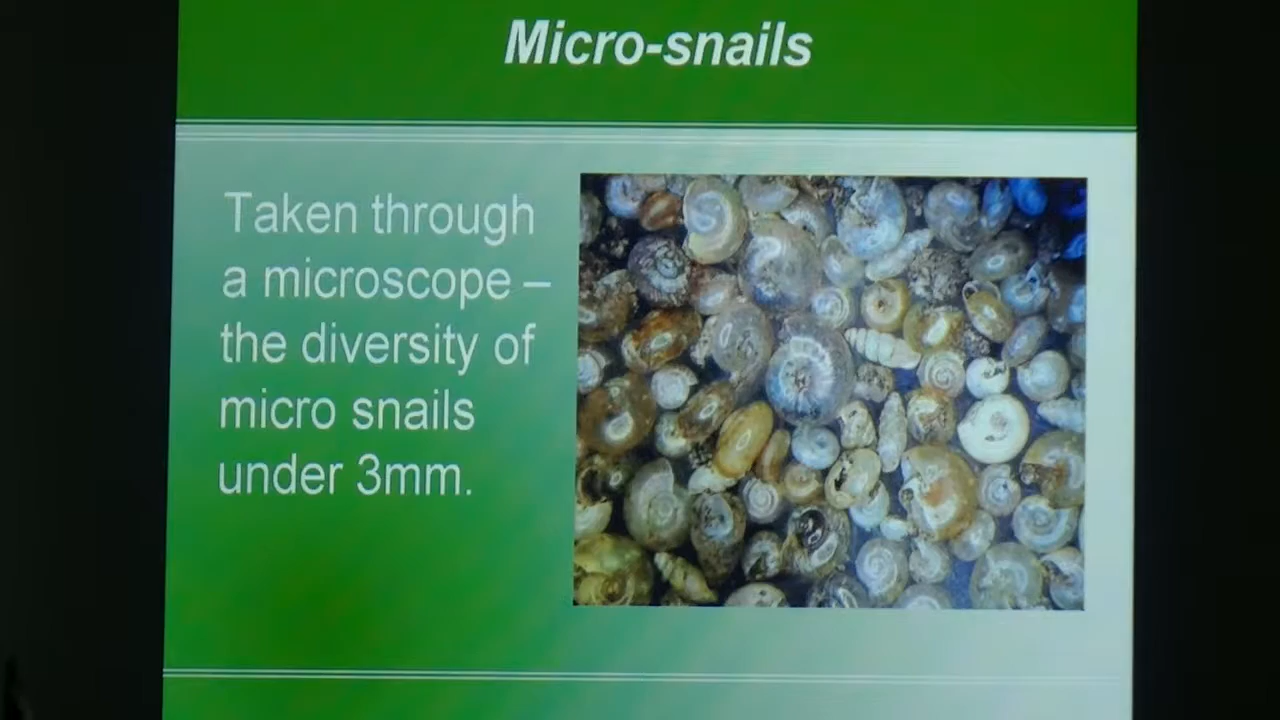 Micro-snails
Taken through
a microscope –
the diversity of
micro snails
under 3mm.